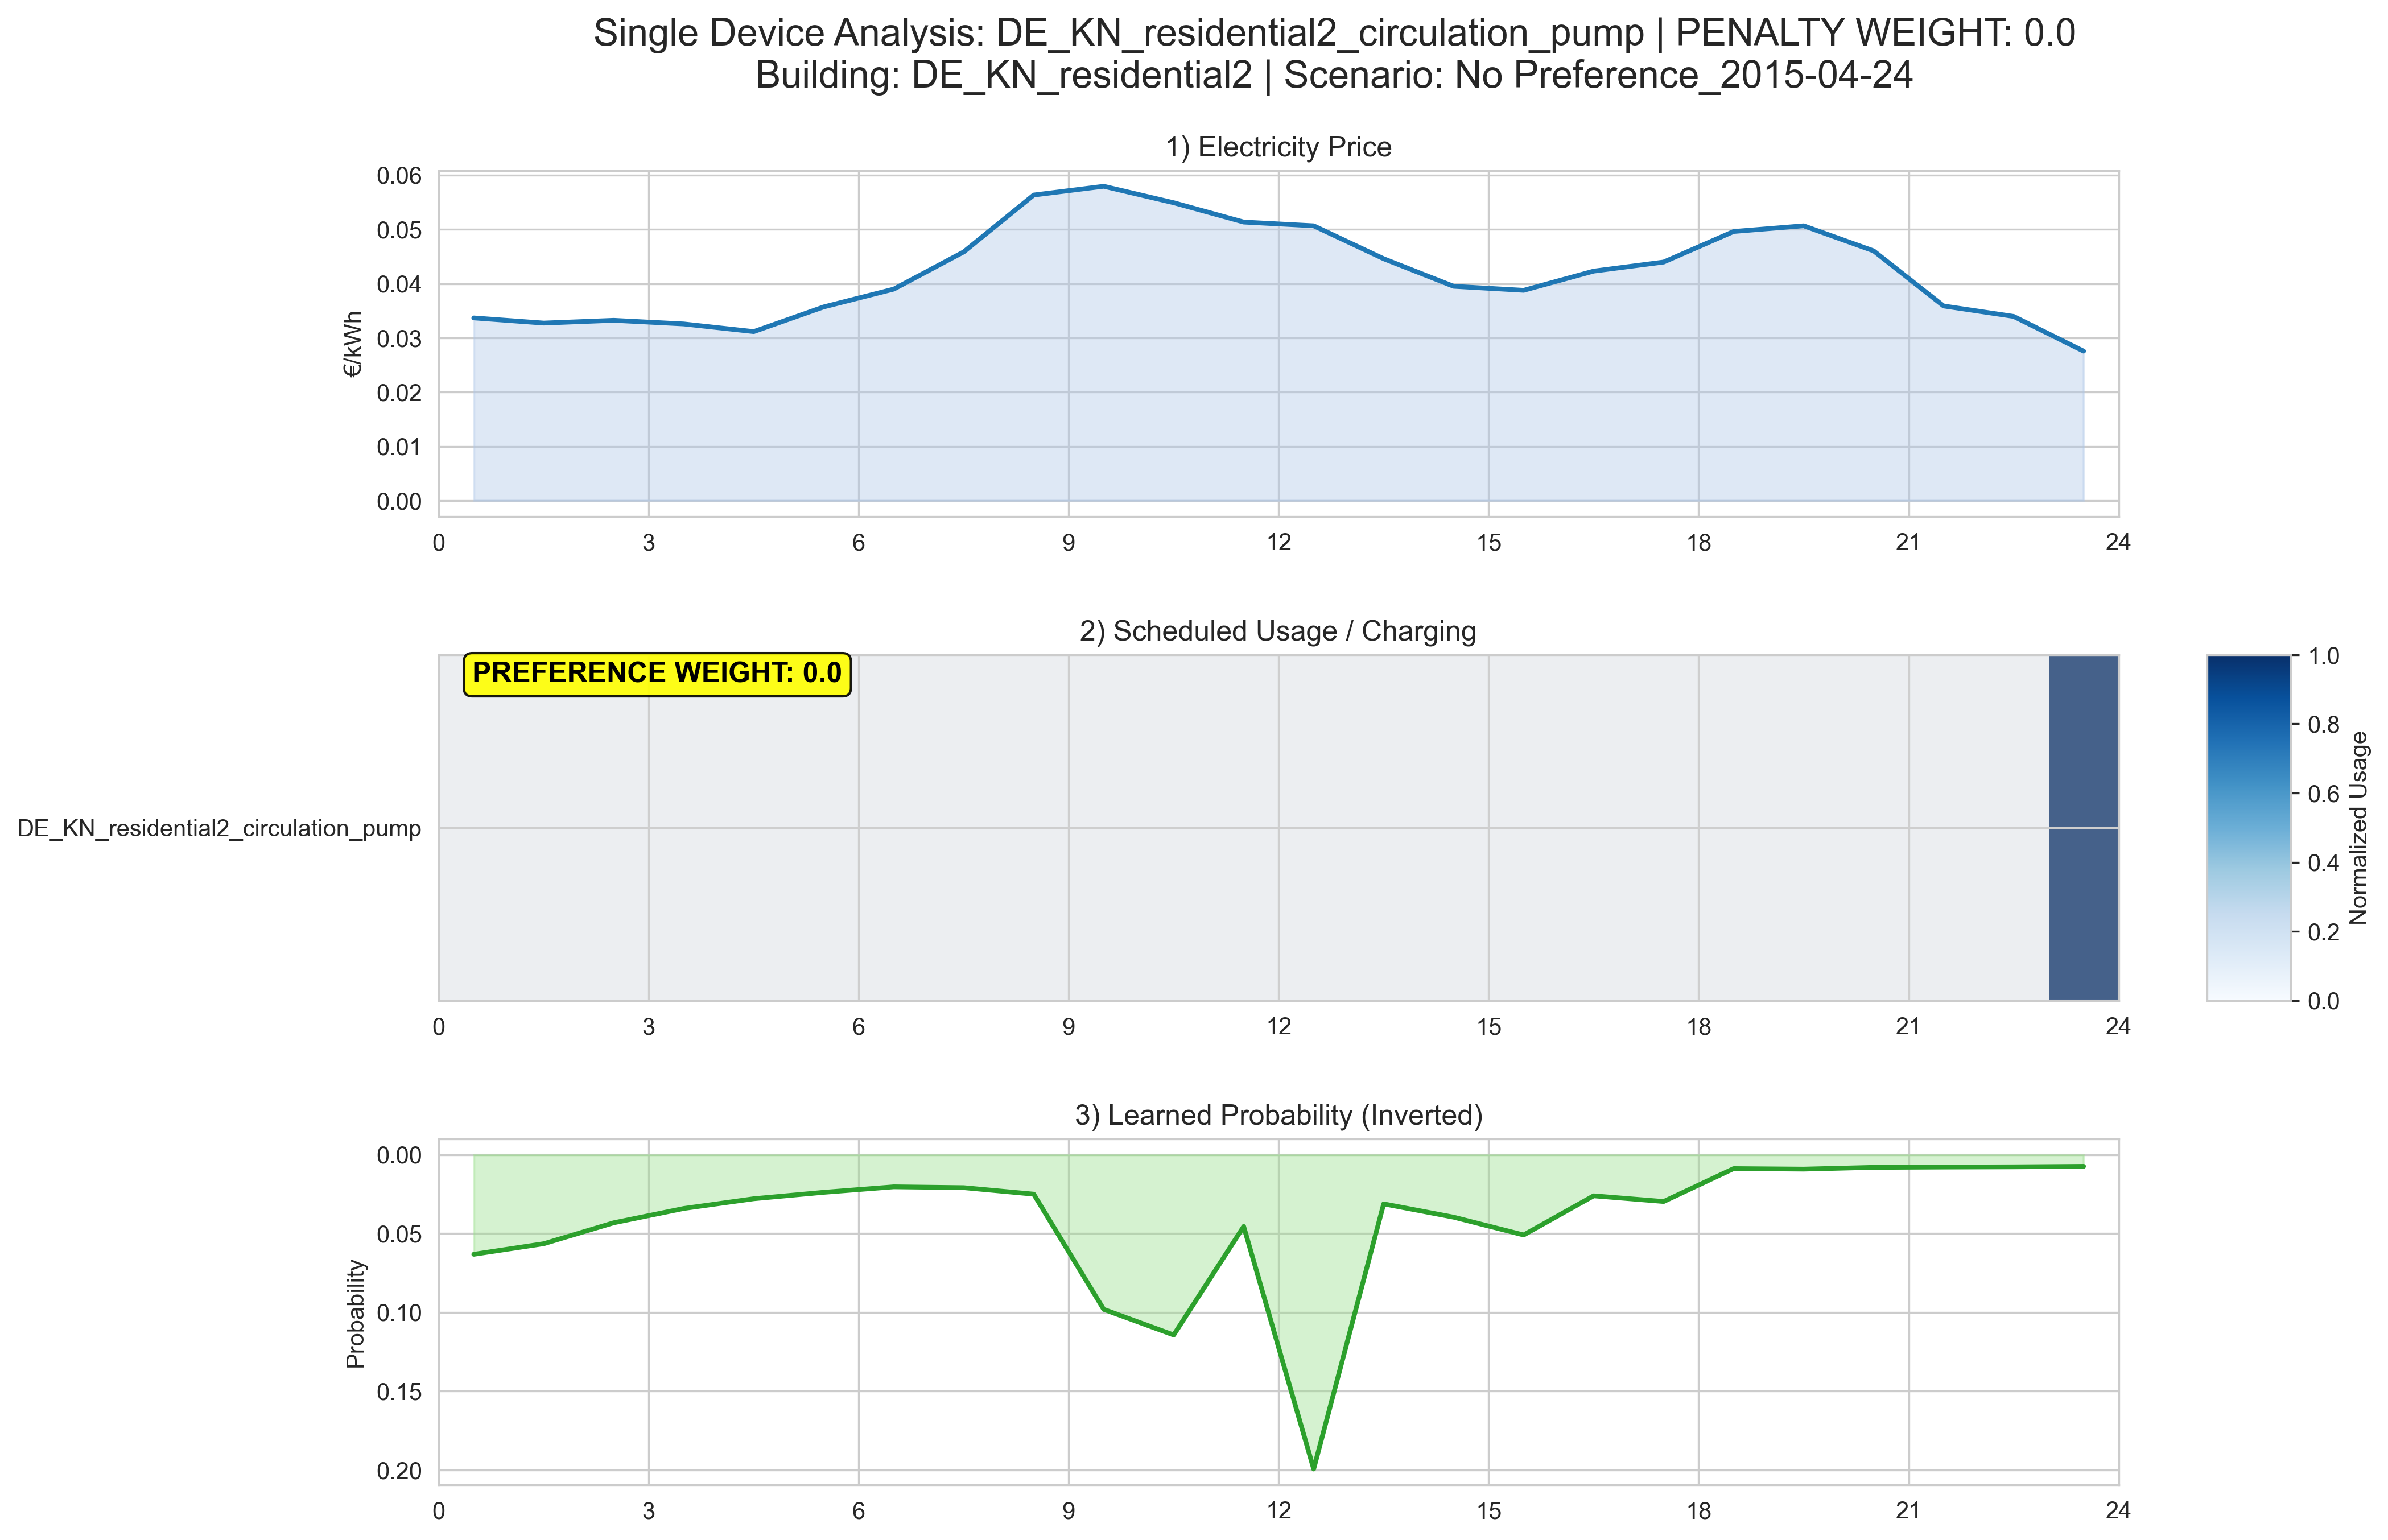 Single Device Analysis: DE_KN_residential2_circulation_pump | PENALTY WEIGHT: 0.0
Building: DE_KN_residential2 | Scenario: No Preference_2015-04-24
1) Electricity Price
0.06
0.05
0.04
0.03
0.02
0.01
0.00
€/kWh
0 3 6 9 12 15 18 21 24
2) Scheduled Usage / Charging
PREFERENCE WEIGHT: 0.0
DE_KN_residential2_circulation_pump
0 3 6 9 12 15 18 21 24
1.0
0.8
0.6
0.4
0.2
0.0
Normalized Usage
3) Learned Probability (Inverted)
0.00
0.05
0.10
0.15
0.20
Probability
0 3 6 9 12 15 18 21 24